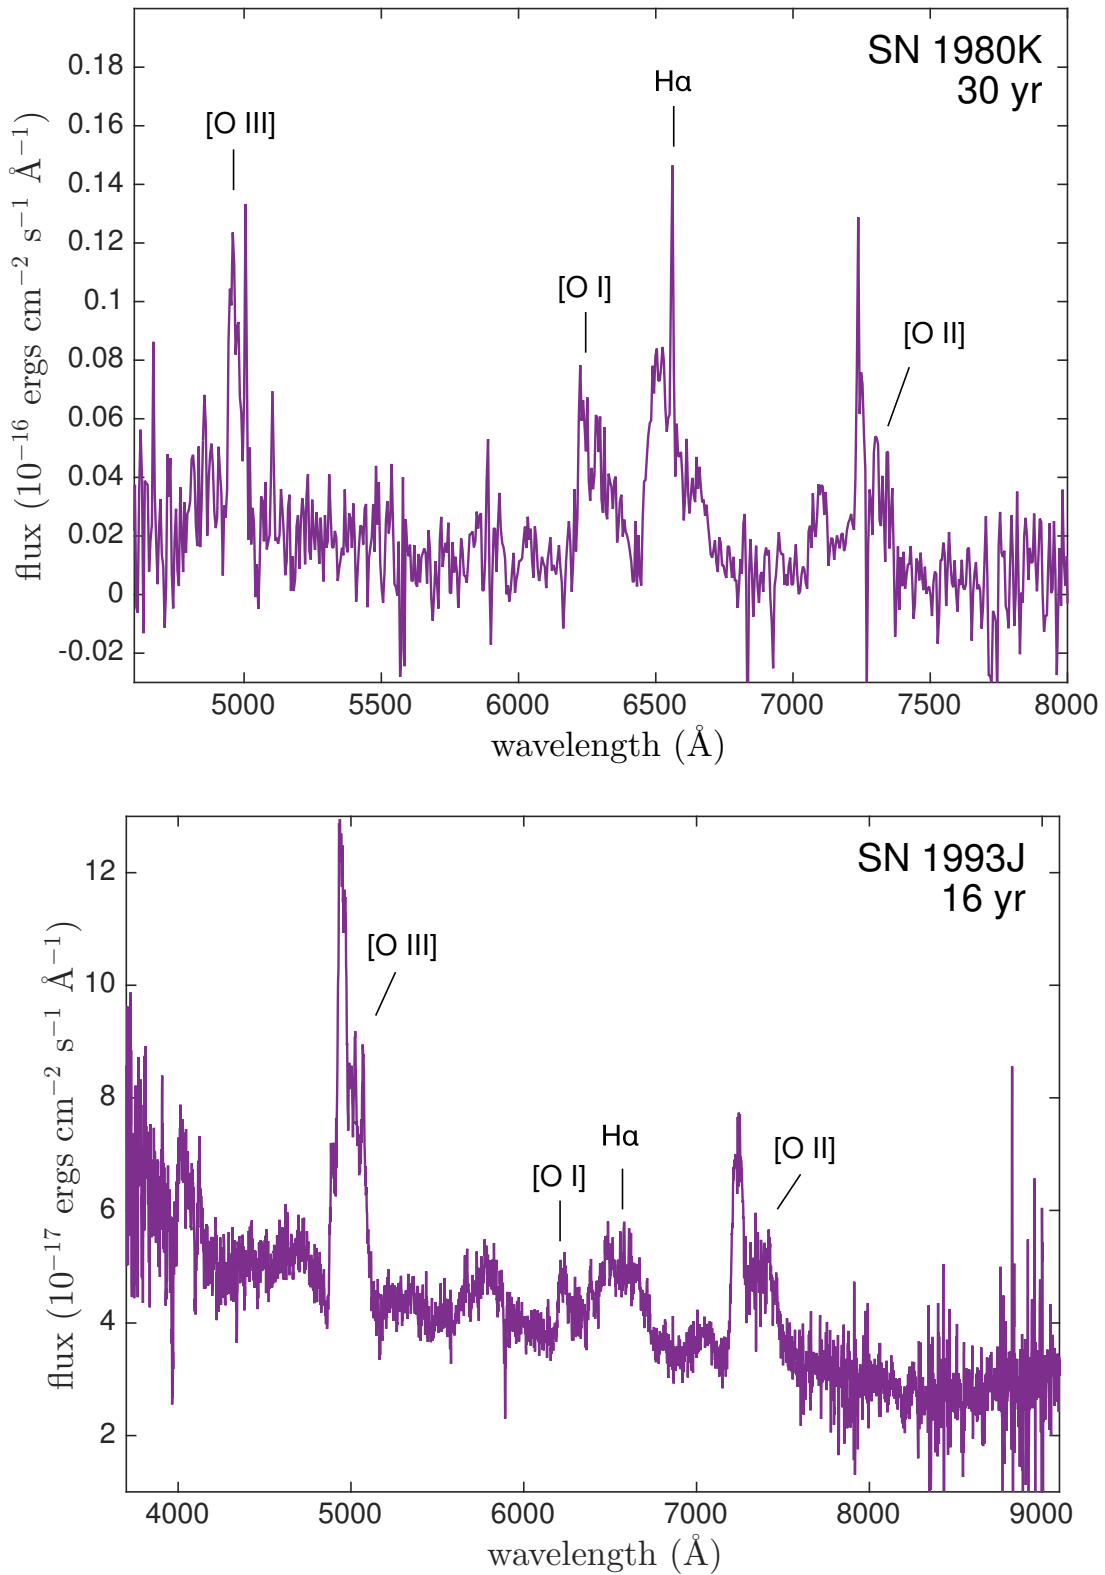 SN 1980K
30 yr
Hα
[O III]
[O I]
[O II]
0.18
0.16
0.14
0.12
0.1
0.08
0.06
0.04
0.02
0
-0.02
flux (10⁻¹⁶ ergs cm⁻² s⁻¹ Å⁻¹)
5000 5500 6000 6500 7000 7500 8000
wavelength (Å)
SN 1993J
16 yr
[O III]
Hα
[O I]
[O II]
12
10
8
6
4
2
flux (10⁻¹⁷ ergs cm⁻² s⁻¹ Å⁻¹)
4000 5000 6000 7000 8000 9000
wavelength (Å)